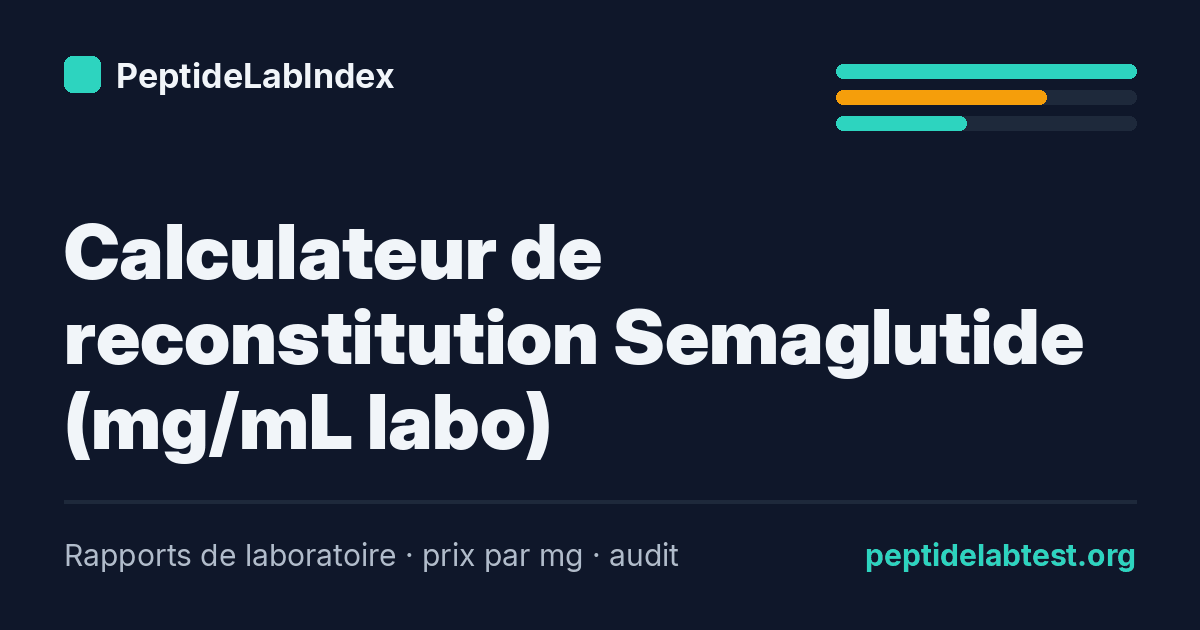 PeptideLabIndex
Calculateur de
reconstitution Semaglutide
(mg/mL labo)
Rapports de laboratoire · prix par mg · audit
peptidelabtest.org